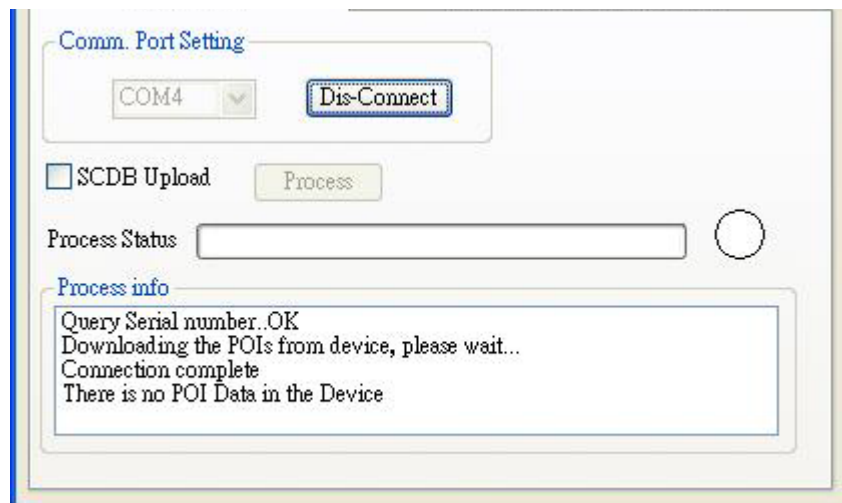 Comm. Port Setting
COM4
Dis-Connect
SCDB Upload
Process
Process Status
Process info
Query Serial number..OK
Downloading the POIs from device, please wait...
Connection complete
There is no POI Data in the Device